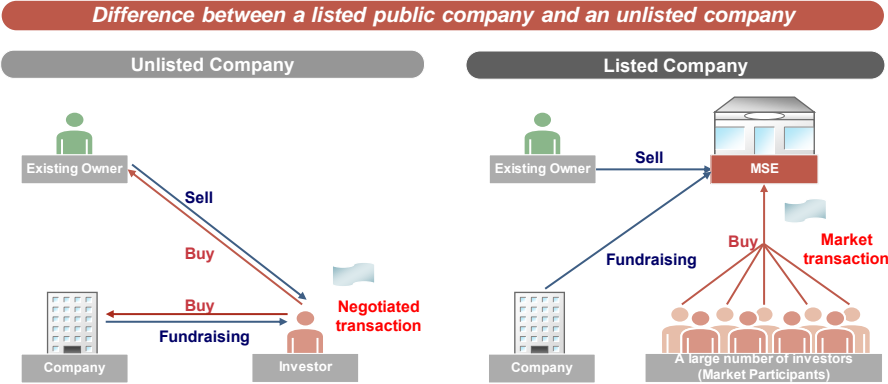 Difference between a listed public company and an unlisted company
Unlisted Company
Existing Owner
Sell
Buy
Buy
Fundraising
Negotiated
transaction
Company
Investor
Listed Company
Existing Owner
Sell
MSE
Fundraising
Buy
Market
transaction
Company
A large number of investors
(Market Participants)